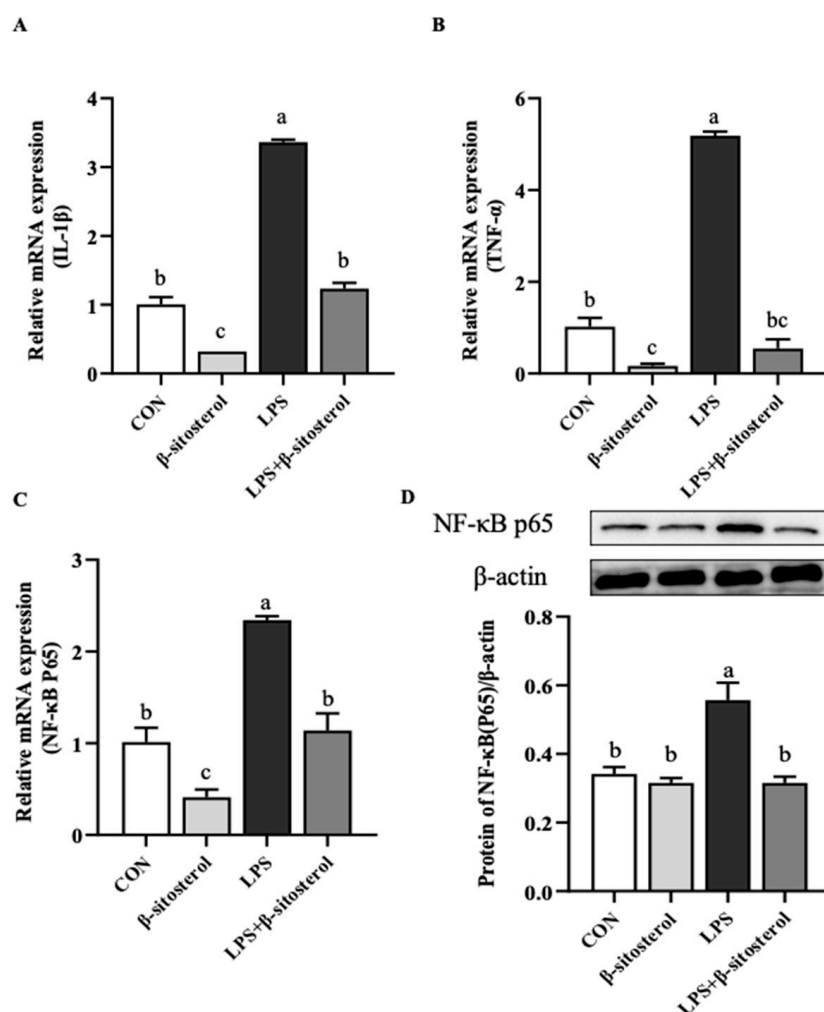 A
Relative mRNA expression
(IL-1β)
4
3
2
1
0
b
c
a
b
CON
β-sitosterol
LPS
LPS+β-sitosterol
B
Relative mRNA expression
(TNF-α)
6
4
2
0
b
c
a
bc
CON
β-sitosterol
LPS
LPS+β-sitosterol
C
Relative mRNA expression
(NF-κB P65)
3
2
1
0
b
c
a
b
CON
β-sitosterol
LPS
LPS+β-sitosterol
D
NF-κB p65
β-actin
Protein of NF-κB(P65)/β-actin
0.8
0.6
0.4
0.2
0.0
b
b
a
b
CON
β-sitosterol
LPS
LPS+β-sitosterol